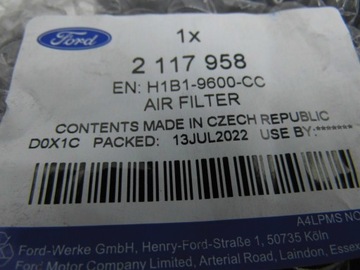 Ford
1x
2 117 958
EN: H1B1-9600-CC
AIR FILTER
CONTENTS MADE IN CZECH REPUBLIC
D0X1C PACKED: 13JUL2022 USE BY:*******
A4LPMS NO
Ford-Werke GmbH, Henry-Ford-Straße 1, 50735 Köln
Ford Motor Company Limited, Arterial Road, Laindon, Essex